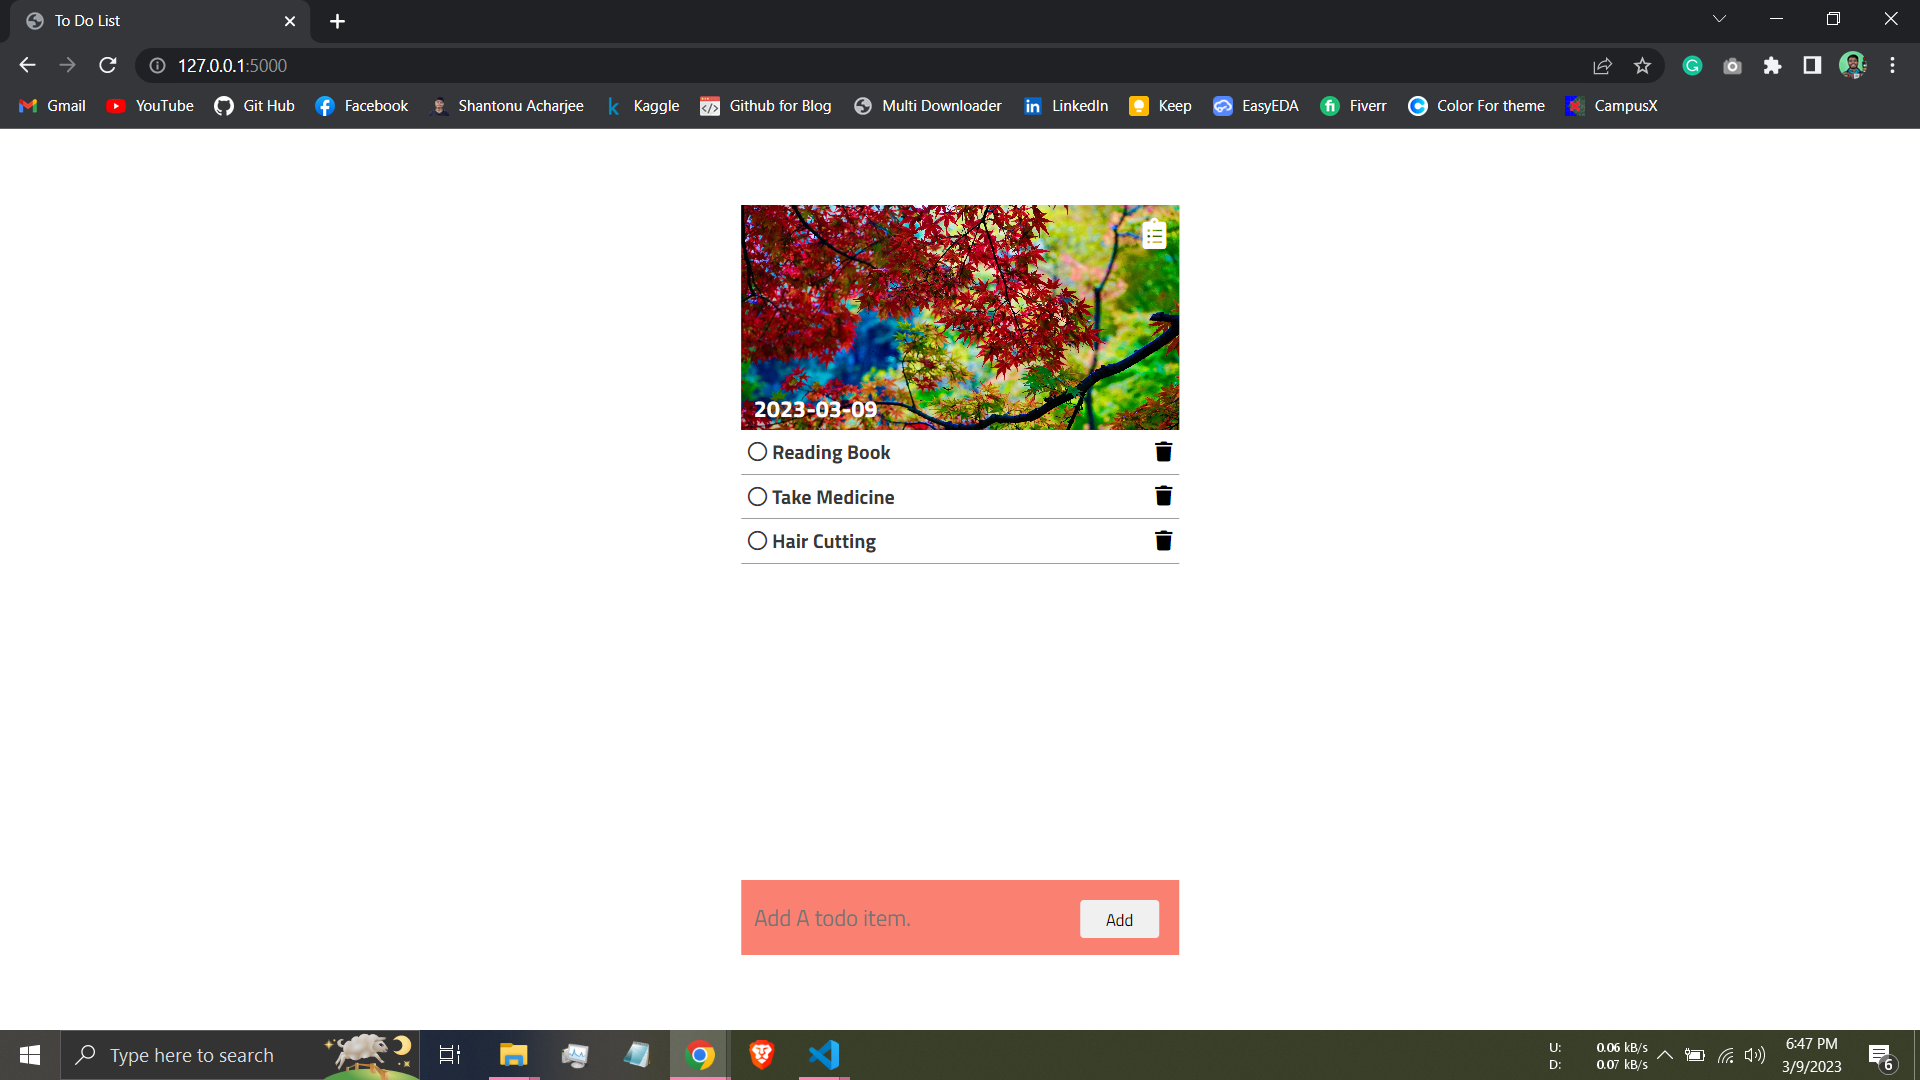 To Do List
127.0.0.1:5000
Gmail YouTube Git Hub Facebook Shantonu Acharjee Kaggle Github for Blog Multi Downloader LinkedIn Keep EasyEDA Fiverr Color For theme CampusX
2023-03-09
Reading Book
Take Medicine
Hair Cutting
Add A todo item. Add
Type here to search
U: 0.06 kB/s
D: 0.07 kB/s
6:47 PM
3/9/2023
6